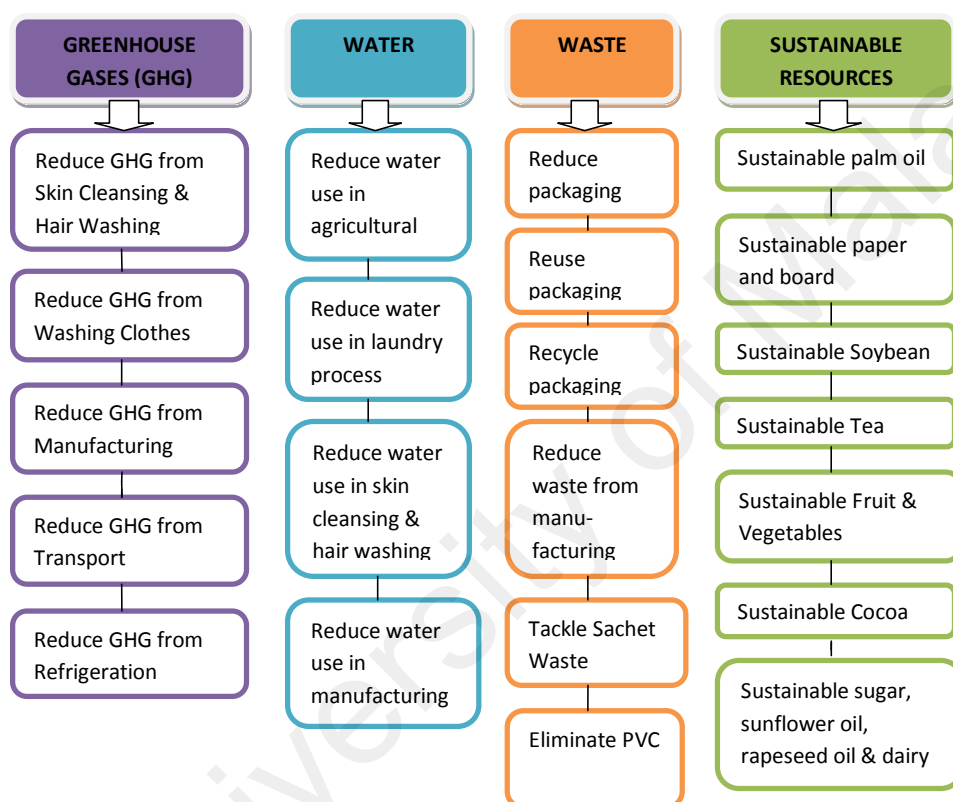 GREENHOUSE
GASES (GHG)
Reduce GHG from
Skin Cleansing &
Hair Washing
Reduce GHG from
Washing Clothes
Reduce GHG from
Manufacturing
Reduce GHG from
Transport
Reduce GHG from
Refrigeration
WATER
Reduce water
use in
agricultural
Reduce water
use in laundry
process
Reduce water
use in skin
cleansing &
hair washing
Reduce water
use in
manufacturing
WASTE
Reduce
packaging
Reuse
packaging
Recycle
packaging
Reduce
waste from
manu-
facturing
Tackle Sachet
Waste
Eliminate PVC
SUSTAINABLE
RESOURCES
Sustainable palm oil
Sustainable paper
and board
Sustainable Soybean
Sustainable Tea
Sustainable Fruit &
Vegetables
Sustainable Cocoa
Sustainable sugar,
sunflower oil,
rapeseed oil & dairy
iversity of Mala